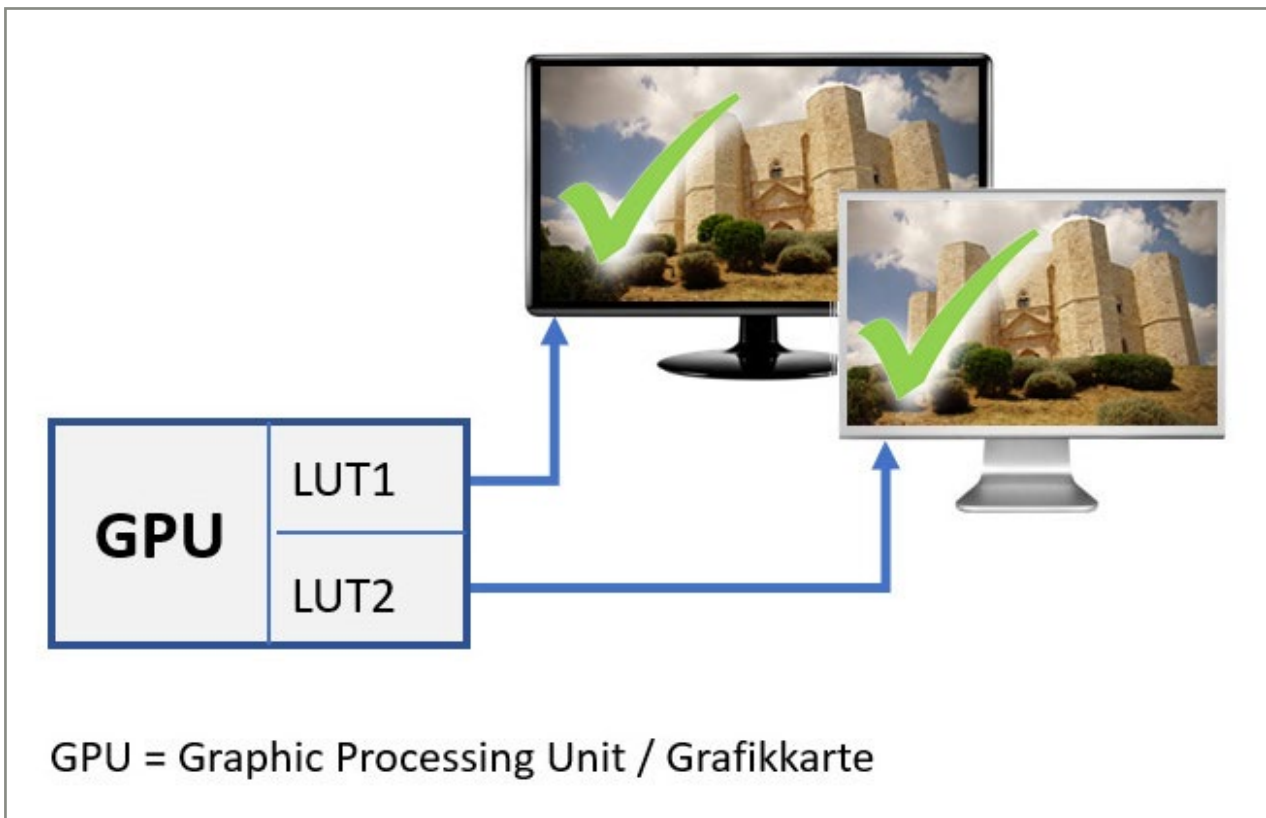 GPU
LUT1
LUT2
GPU = Graphic Processing Unit / Grafikkarte